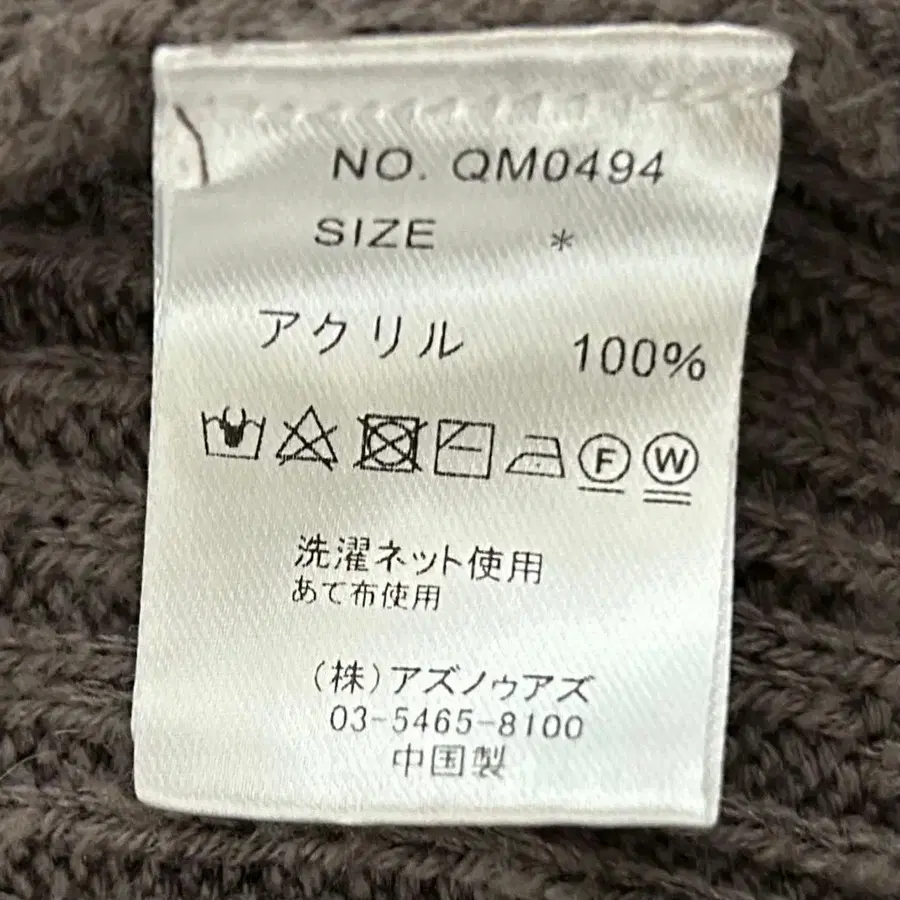 NO. QM0494
SIZE *
アクリル 100%
F W
洗濯ネット使用
あて布使用
(株)アズノゥアズ
03-5465-8100
中国製